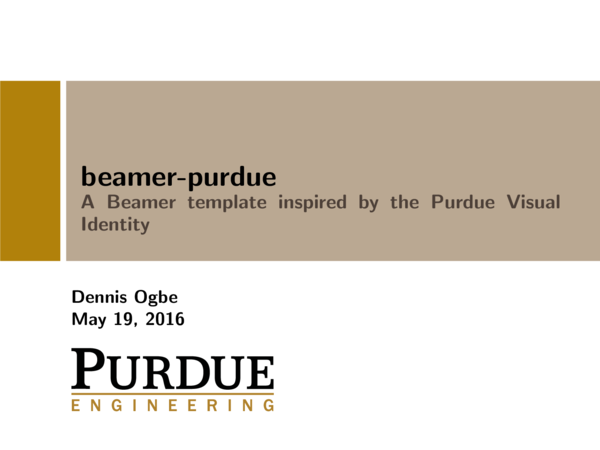 beamer-purdue
A Beamer template inspired by the Purdue Visual
Identity
Dennis Ogbe
May 19, 2016
PURDUE
ENGINEERING